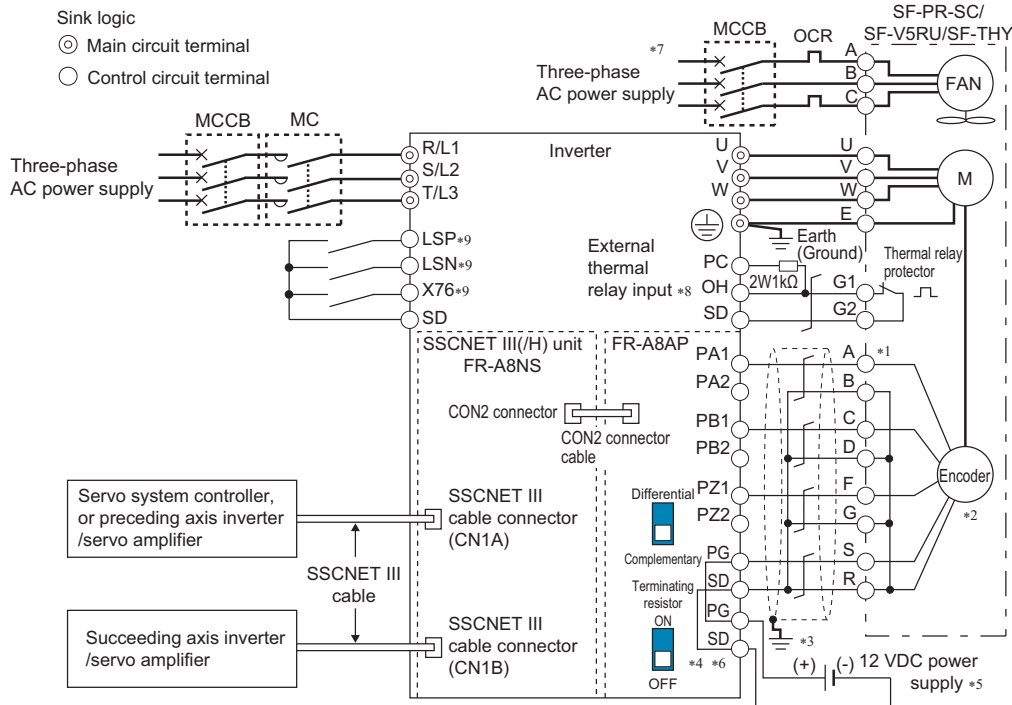 Sink logic
Main circuit terminal
Control circuit terminal
SF-PR-SC/
SF-V5RU/SF-THY
MCCB
OCR
*7
Three-phase
AC power supply
A
B
C
FAN
MCCB
MC
Three-phase
AC power supply
R/L1
S/L2
T/L3
Inverter
U
V
W
U
V
W
E
M
Earth
(Ground)
LSP*9
LSN*9
X76*9
SD
External
thermal
relay input *8
PC
OH
SD
2W1kΩ
G1
G2
Thermal relay
protector
SSCNET III(/H) unit
FR-A8NS
FR-A8AP
CON2 connector
CON2 connector
cable
PA1
PA2
PB1
PB2
PZ1
PZ2
PG
SD
PG
SD
A
*1
B
C
D
F
G
S
R
Encoder
*2
Differential
Complementary
Terminating
resistor
ON
OFF
*4
*6
*3
Servo system controller,
or preceding axis inverter
/servo amplifier
SSCNET III
cable connector
(CN1A)
SSCNET III
cable
Succeeding axis inverter
/servo amplifier
SSCNET III
cable connector
(CN1B)
(+)
(-)
12 VDC power
supply *5